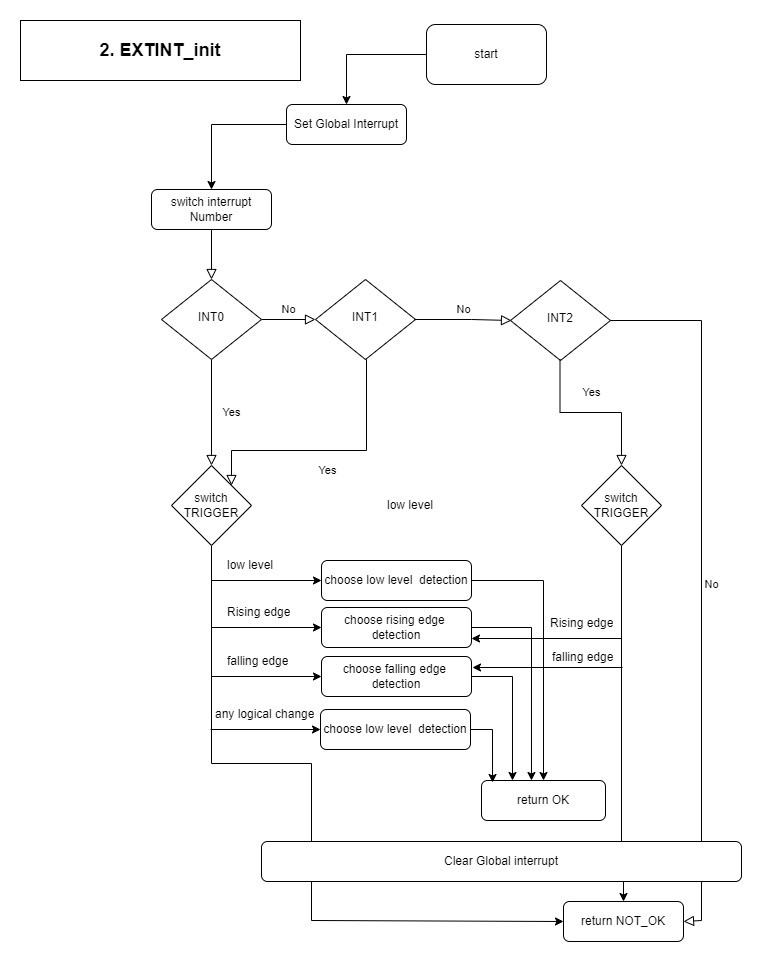 2. EXTINT_init
start
Set Global Interrupt
switch interrupt
Number
INT0
No
INT1
No
INT2
Yes
Yes
Yes
switch
TRIGGER
low level
switch
TRIGGER
low level
choose low level  detection
No
Rising edge
choose rising edge
detection
Rising edge
falling edge
choose falling edge
detection
falling edge
any logical change
choose low level  detection
return OK
Clear Global interrupt
return NOT_OK